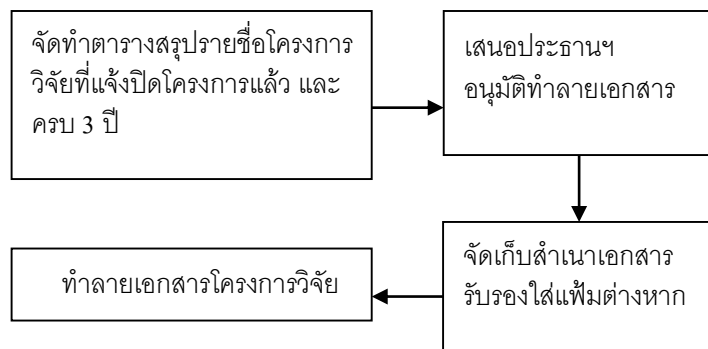 จัดทำตารางสรุปรายชื่อโครงการ
วิจัยที่แจ้งปิดโครงการแล้ว และ
ครบ 3 ปี
เสนอประธานฯ
อนุมัติทำลายเอกสาร
จัดเก็บสำเนาเอกสาร
รับรองใส่แฟ้มต่างหาก
ทำลายเอกสารโครงการวิจัย